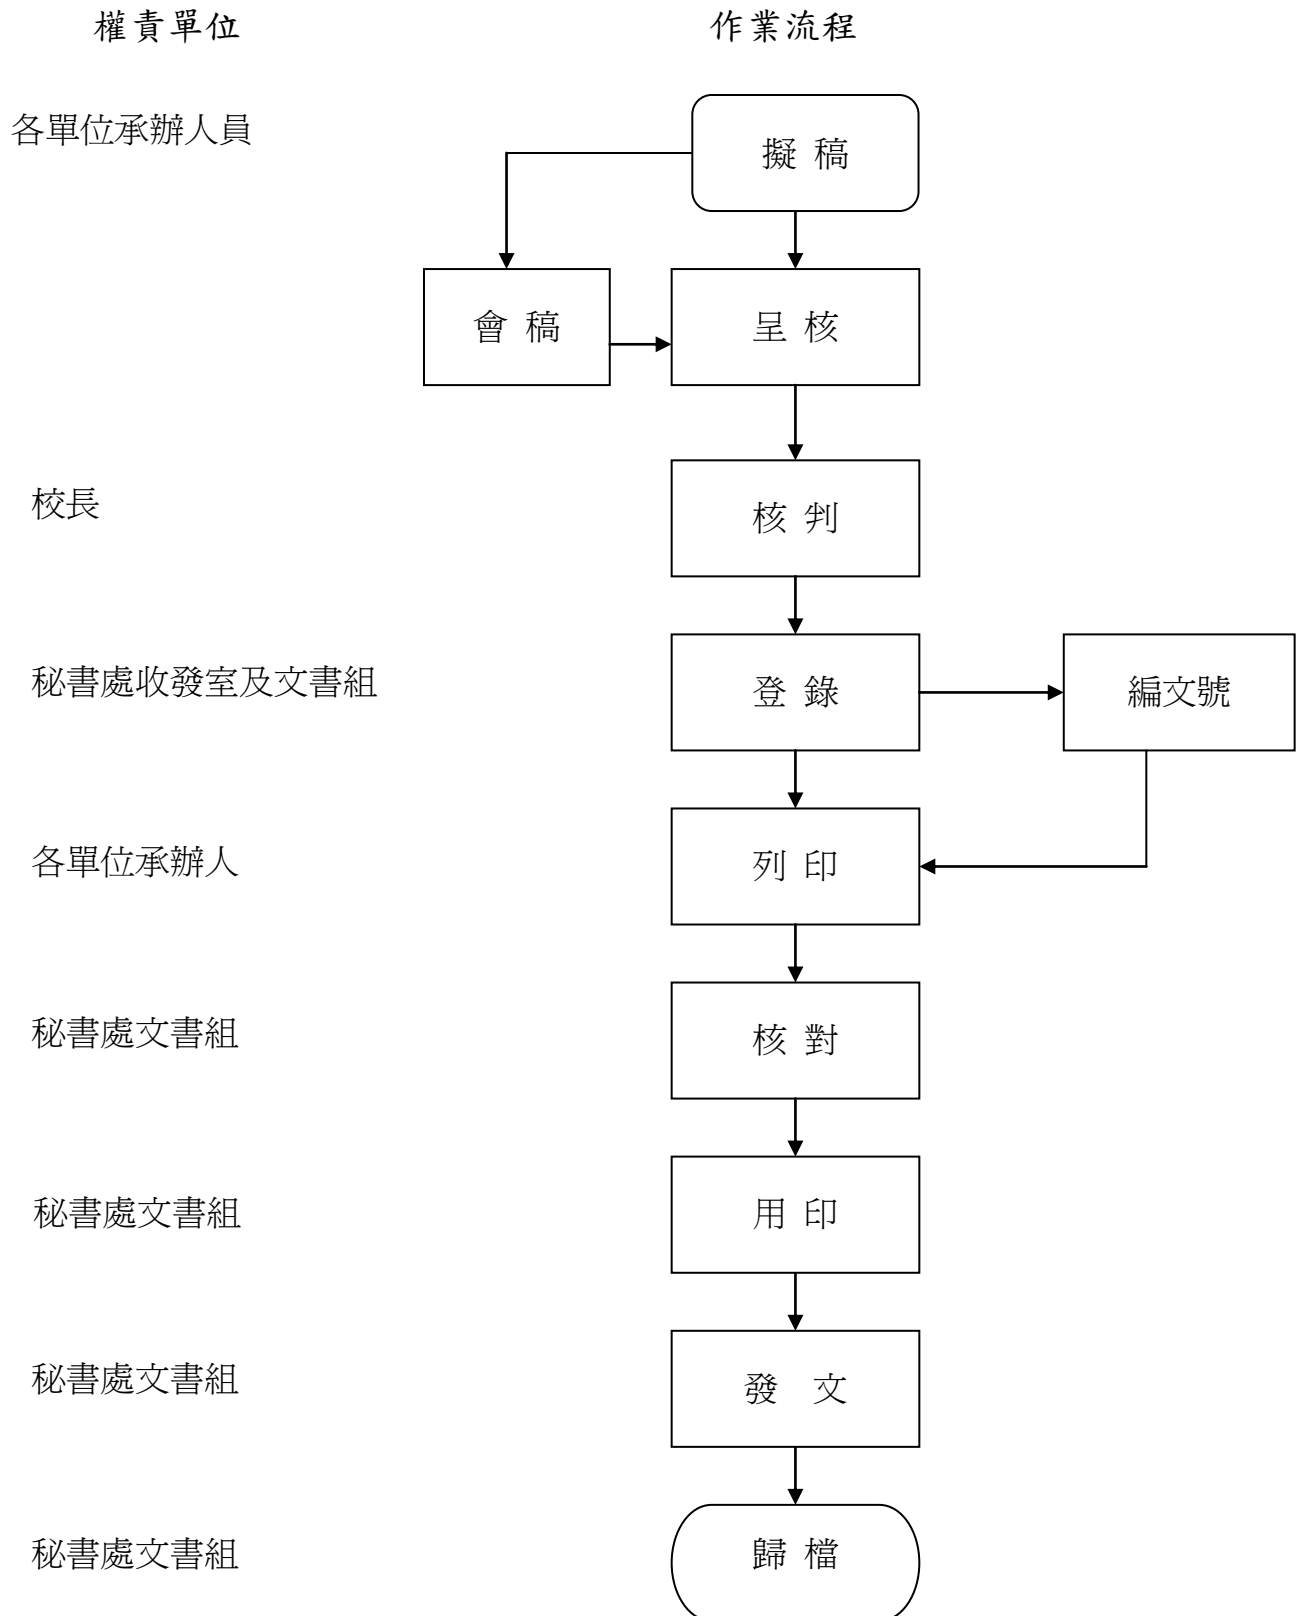 權責單位 作業流程
各單位承辦人員 擬 稿
會 稿 呈 核
校長 核 判
秘書處收發室及文書組 登 錄 編文號
各單位承辦人 列 印
秘書處文書組 核 對
秘書處文書組 用 印
秘書處文書組 發 文
秘書處文書組 歸 檔